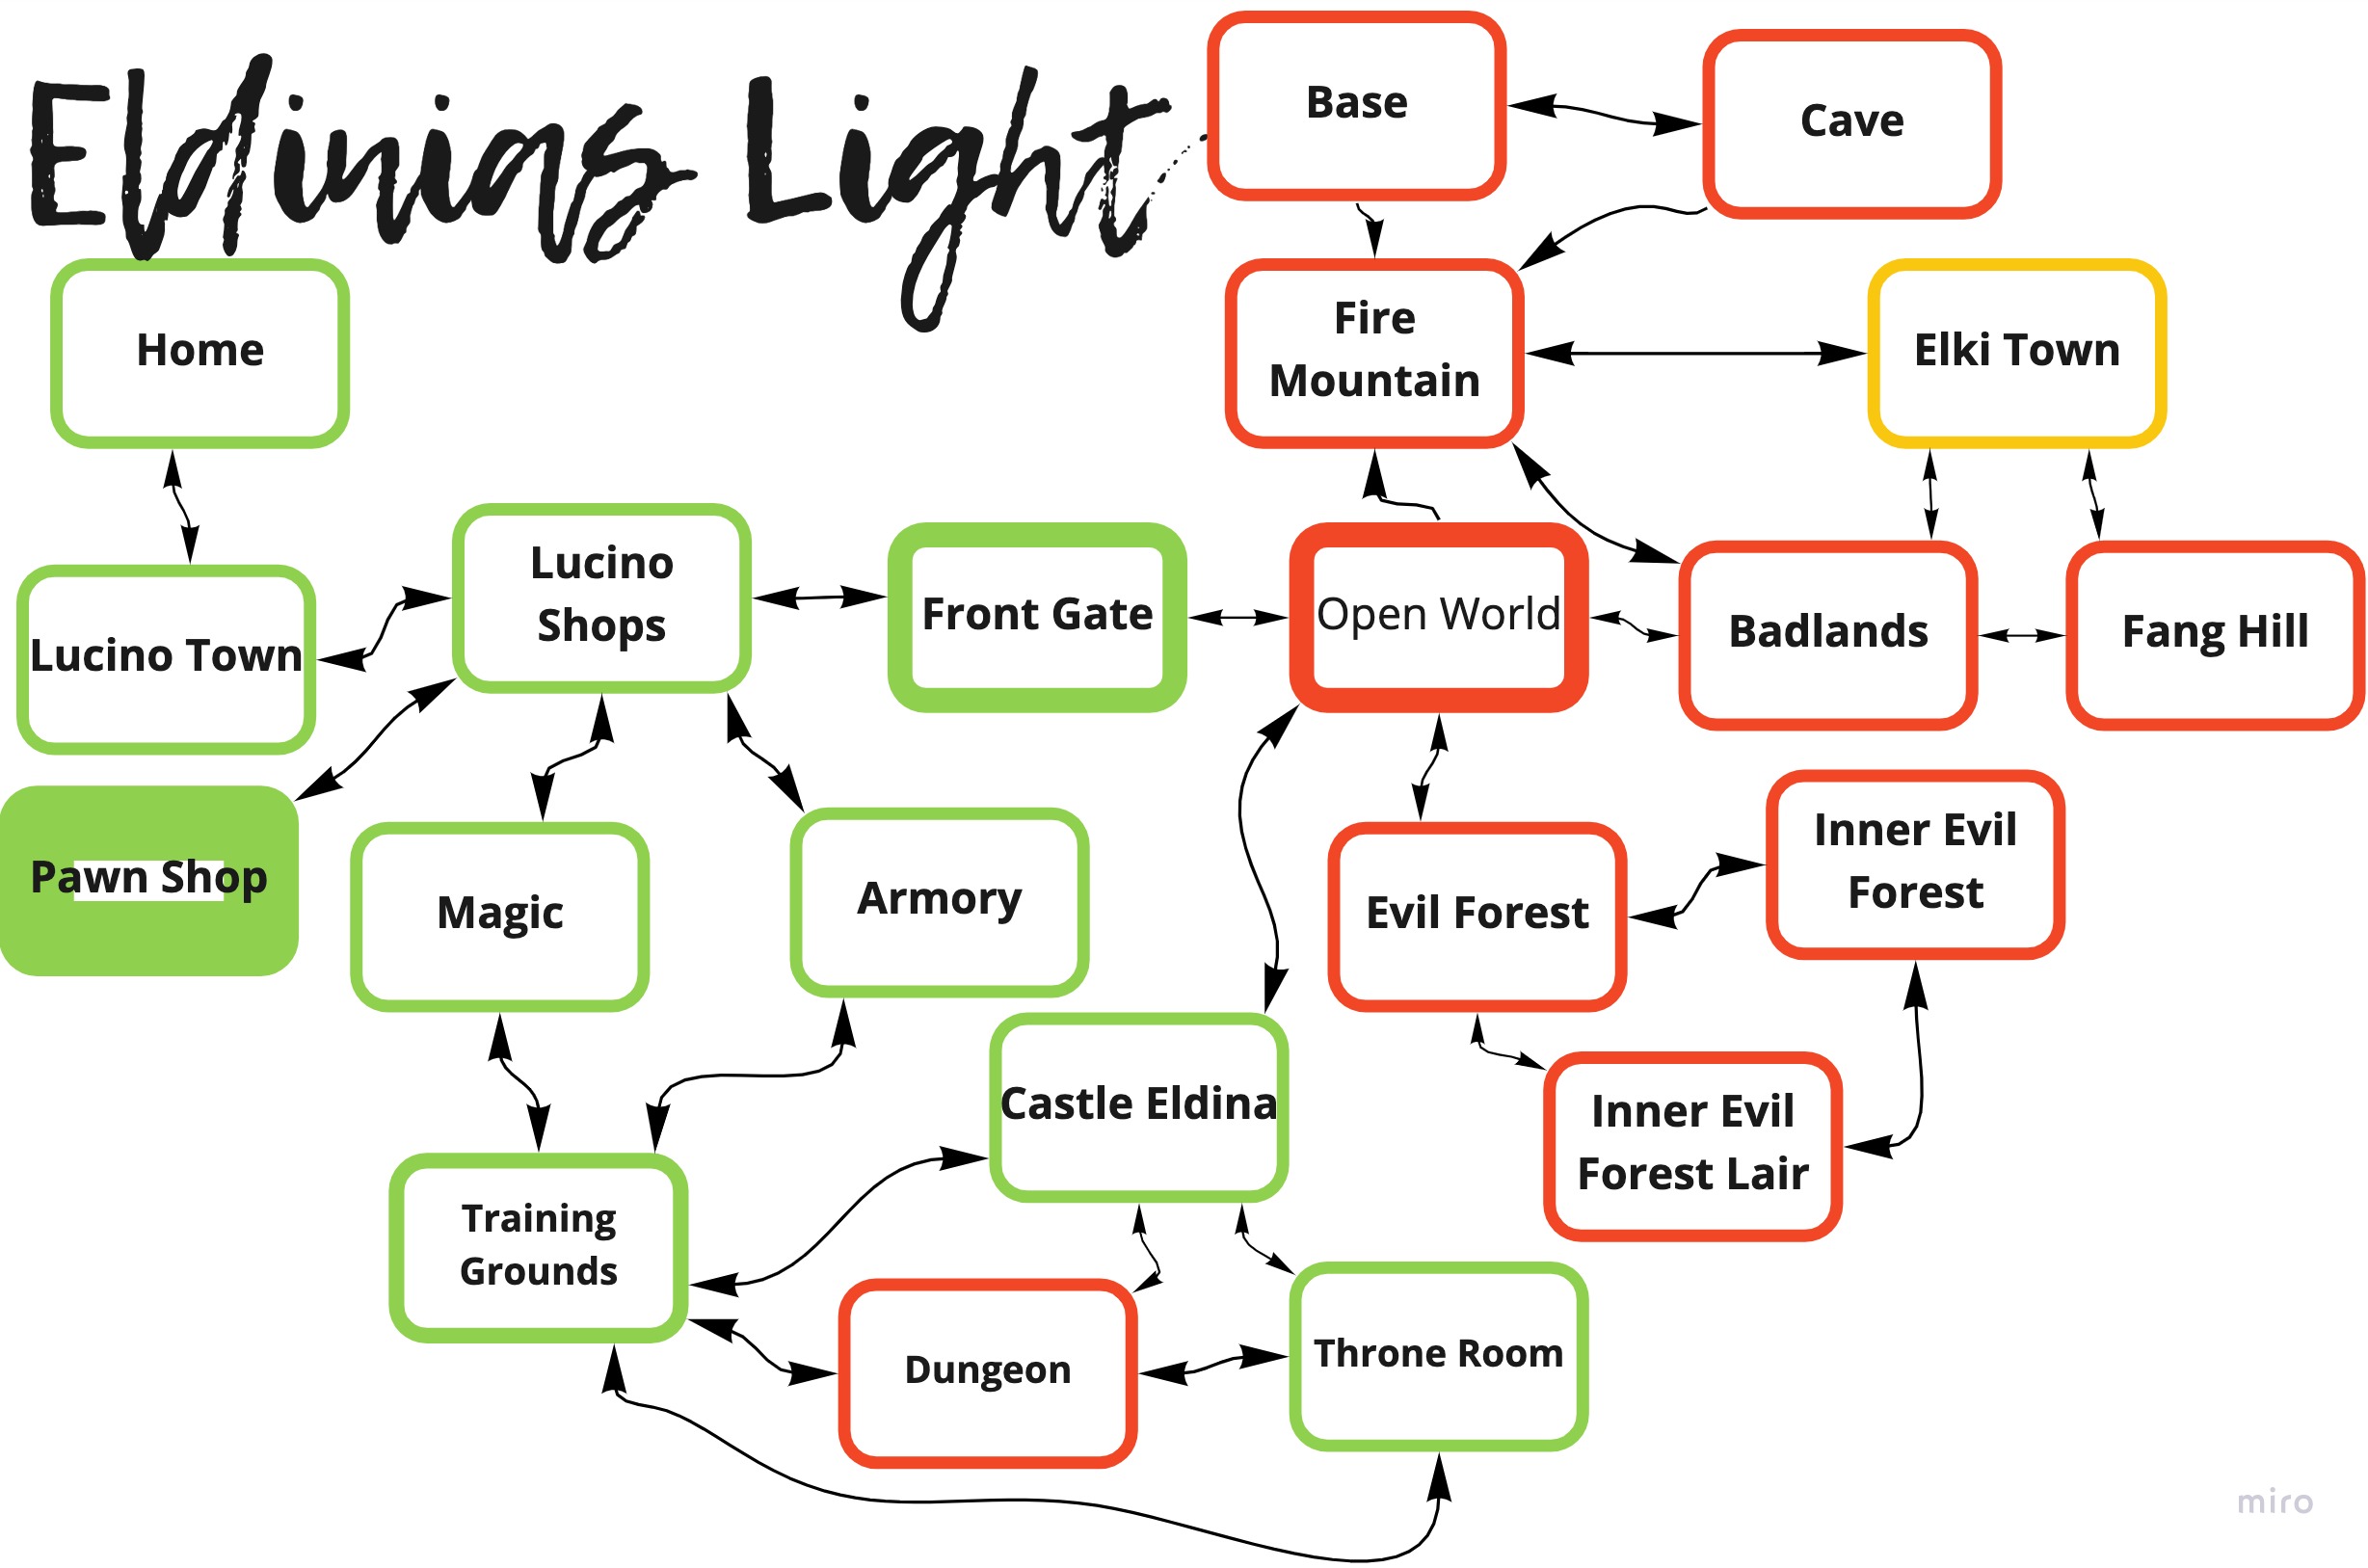 Eldinias Light
Base
Cave
Home
Fire
Mountain
Elki Town
Lucino Town
Lucino
Shops
Front Gate
Open World
Badlands
Fang Hill
Pawn Shop
Magic
Armory
Evil Forest
Inner Evil
Forest
Castle Eldina
Inner Evil
Forest Lair
Training
Grounds
Dungeon
Throne Room
miro